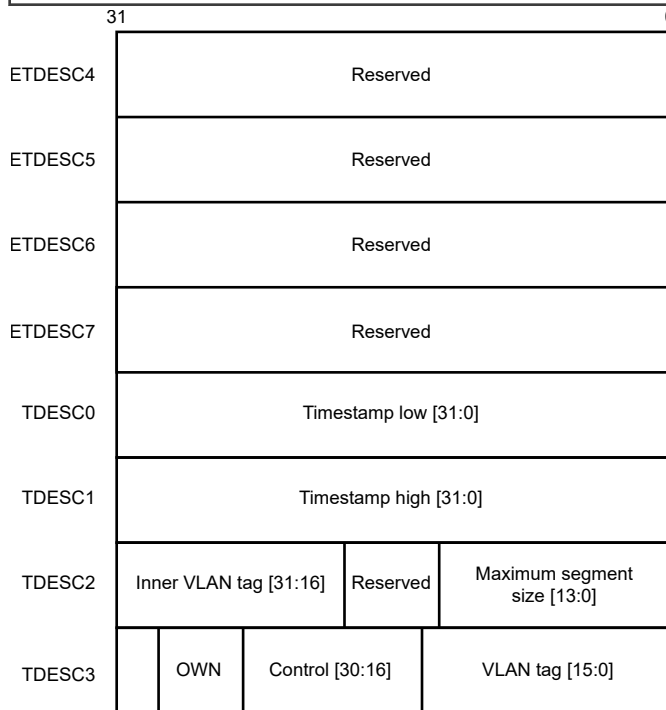 31
ETDESC4 Reserved
ETDESC5 Reserved
ETDESC6 Reserved
ETDESC7 Reserved
TDESC0 Timestamp low [31:0]
TDESC1 Timestamp high [31:0]
TDESC2 Inner VLAN tag [31:16] Reserved Maximum segment
size [13:0]
TDESC3 OWN Control [30:16] VLAN tag [15:0]